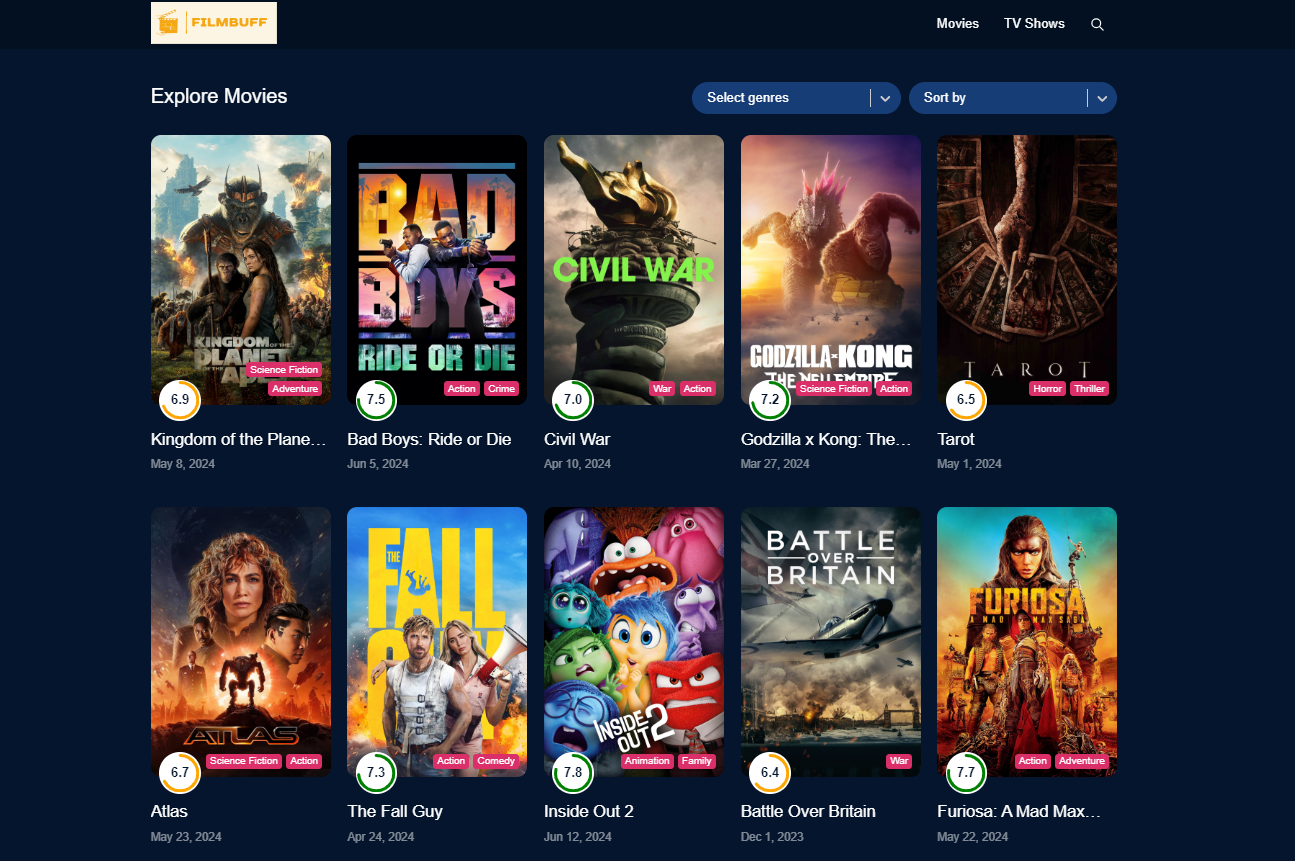 FILMBUFF
Movies
TV Shows
Explore Movies
Select genres
Sort by
KINGDOM OF THE
PLANET
OF THE APES
Science Fiction
Adventure
6.9
Kingdom of the Plane...
May 8, 2024
BAD
BOYS
RIDE OR DIE
Action
Crime
7.5
Bad Boys: Ride or Die
Jun 5, 2024
CIVIL WAR
War
Action
7.0
Civil War
Apr 10, 2024
GODZILLA x KONG
THE NEW EMPIRE
Science Fiction
Action
7.2
Godzilla x Kong: The...
Mar 27, 2024
TAROT
Horror
Thriller
6.5
Tarot
May 1, 2024
ATLAS
Science Fiction
Action
6.7
Atlas
May 23, 2024
THE
FALL
GUY
Action
Comedy
7.3
The Fall Guy
Apr 24, 2024
INSIDE
OUT 2
Animation
Family
7.8
Inside Out 2
Jun 12, 2024
BATTLE
OVER
BRITAIN
War
6.4
Battle Over Britain
Dec 1, 2023
FURIOSA
A MAD MAX SAGA
Action
Adventure
7.7
Furiosa: A Mad Max...
May 22, 2024